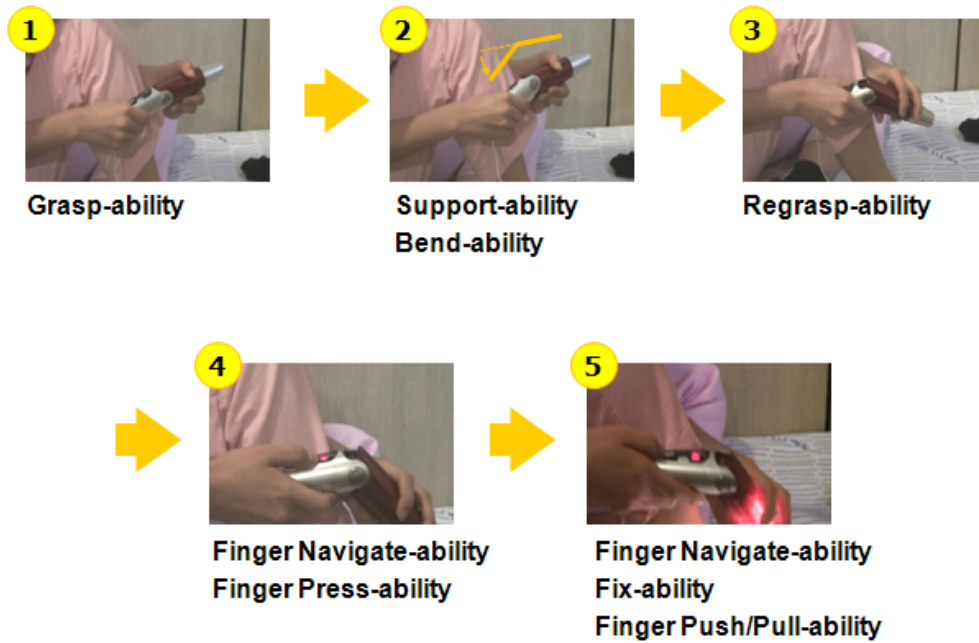 1
2
3
Grasp-ability
Support-ability
Bend-ability
Regrasp-ability
4
5
Finger Navigate-ability
Finger Press-ability
Finger Navigate-ability
Fix-ability
Finger Push/Pull-ability